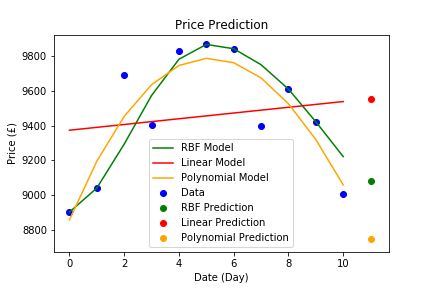 Price Prediction
Price (£)
9800
9600
9400
9200
9000
8800
RBF Model
Linear Model
Polynomial Model
Data
RBF Prediction
Linear Prediction
Polynomial Prediction
0
2
4
6
8
10
Date (Day)